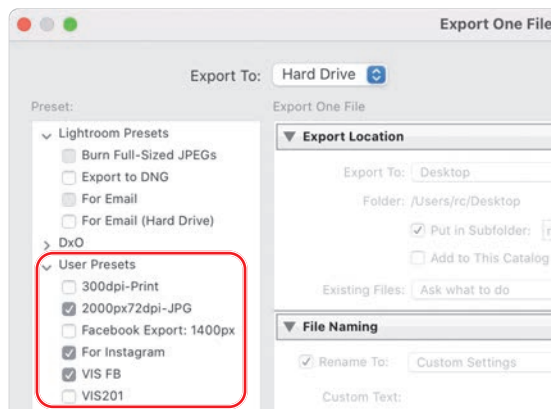 Export One File
Export To: Hard Drive
Preset:
Export One File
Lightroom Presets
Burn Full-Sized JPEGs
Export to DNG
For Email
For Email (Hard Drive)
DxO
User Presets
300dpi-Print
2000px72dpi-JPG
Facebook Export: 1400px
For Instagram
VIS FB
VIS201
Export Location
Export To: Desktop
Folder: /Users/rc/Desktop
Put in Subfolder:
Add to This Catalog
Existing Files: Ask what to do
File Naming
Rename To: Custom Settings
Custom Text: